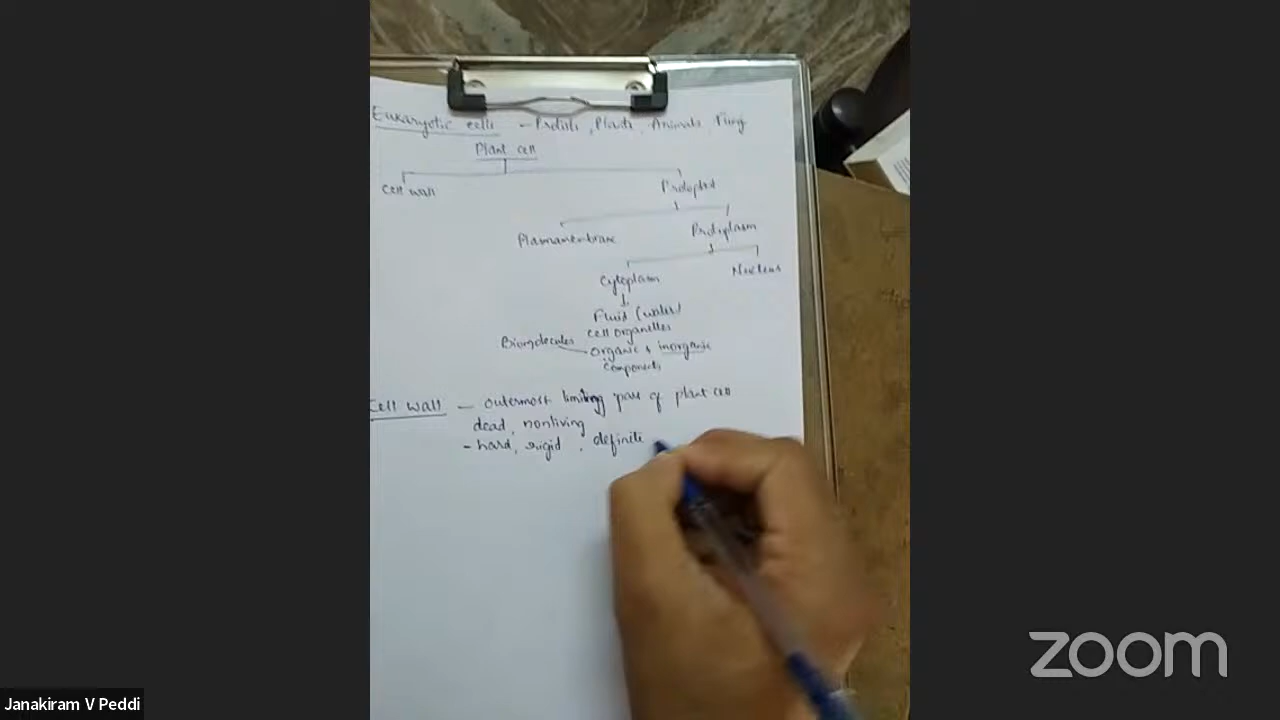 Eukaryotic cells - Protists, Plants, Animals, Fungi
Plant cell
Cell wall
Protoplast
Plasmamembrane
Protoplasm
Cytoplasm
Nucleus
Fluid (water)
cell organelles
Biomolecules
organic & inorganic
components
Cell wall - outermost limiting part of plant cell
dead, nonliving
- hard, rigid, definite
zoom
Janakiram V Peddi